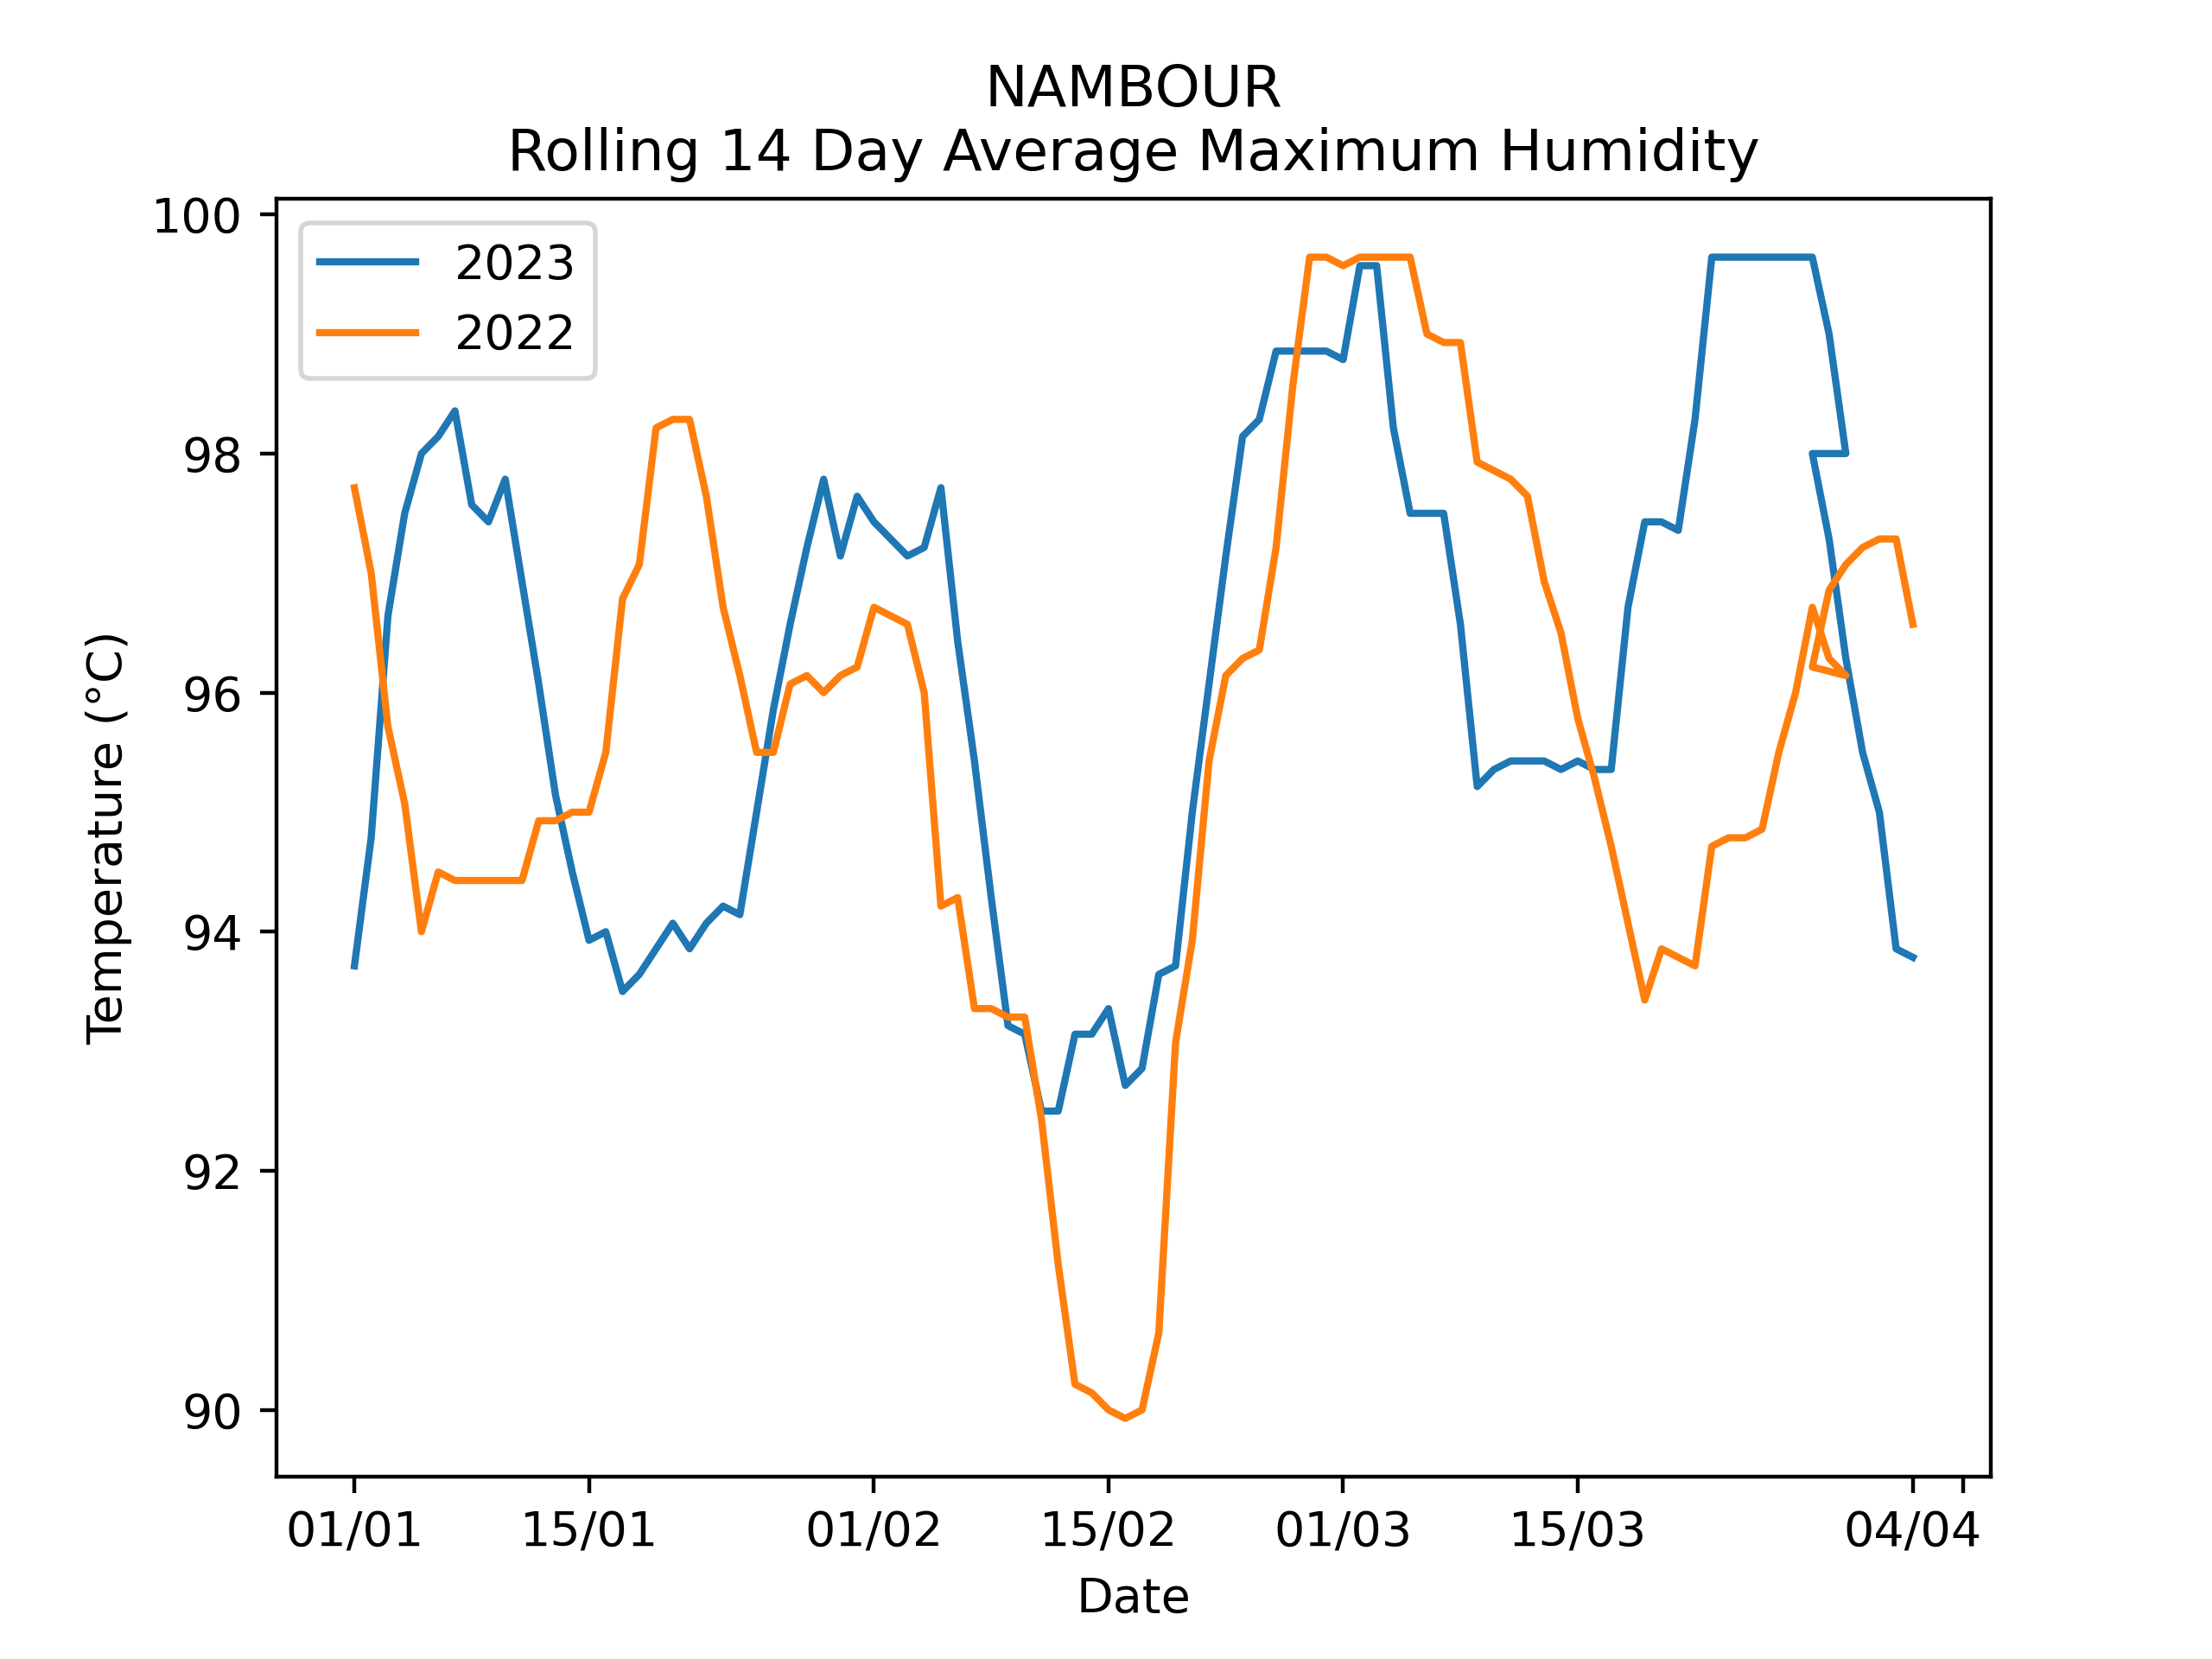 NAMBOUR
Rolling 14 Day Average Maximum Humidity
2023
2022
100
98
96
94
92
90
Temperature (°C)
01/01 15/01 01/02 15/02 01/03 15/03 04/04
Date